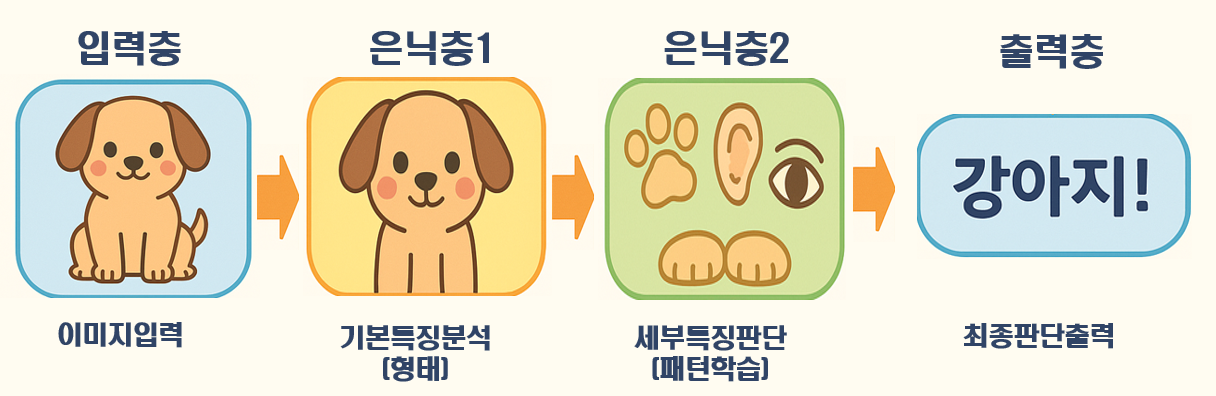 입력층
은닉층1
은닉층2
출력층
강아지!
이미지입력
기본특징분석
(형태)
세부특징판단
(패턴학습)
최종판단출력